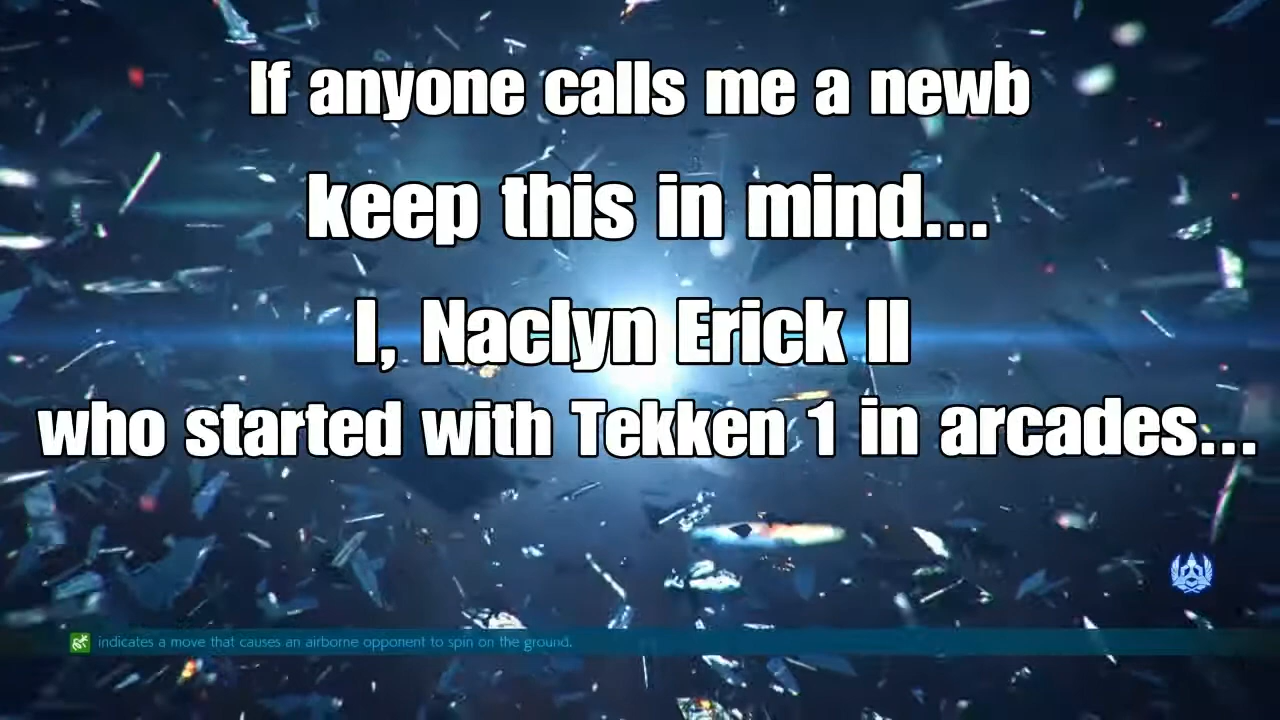 If anyone calls me a newb
keep this in mind...
I, Naclyn Erick II
who started with Tekken 1 in arcades...
indicates a move that causes an airborne opponent to spin on the ground.